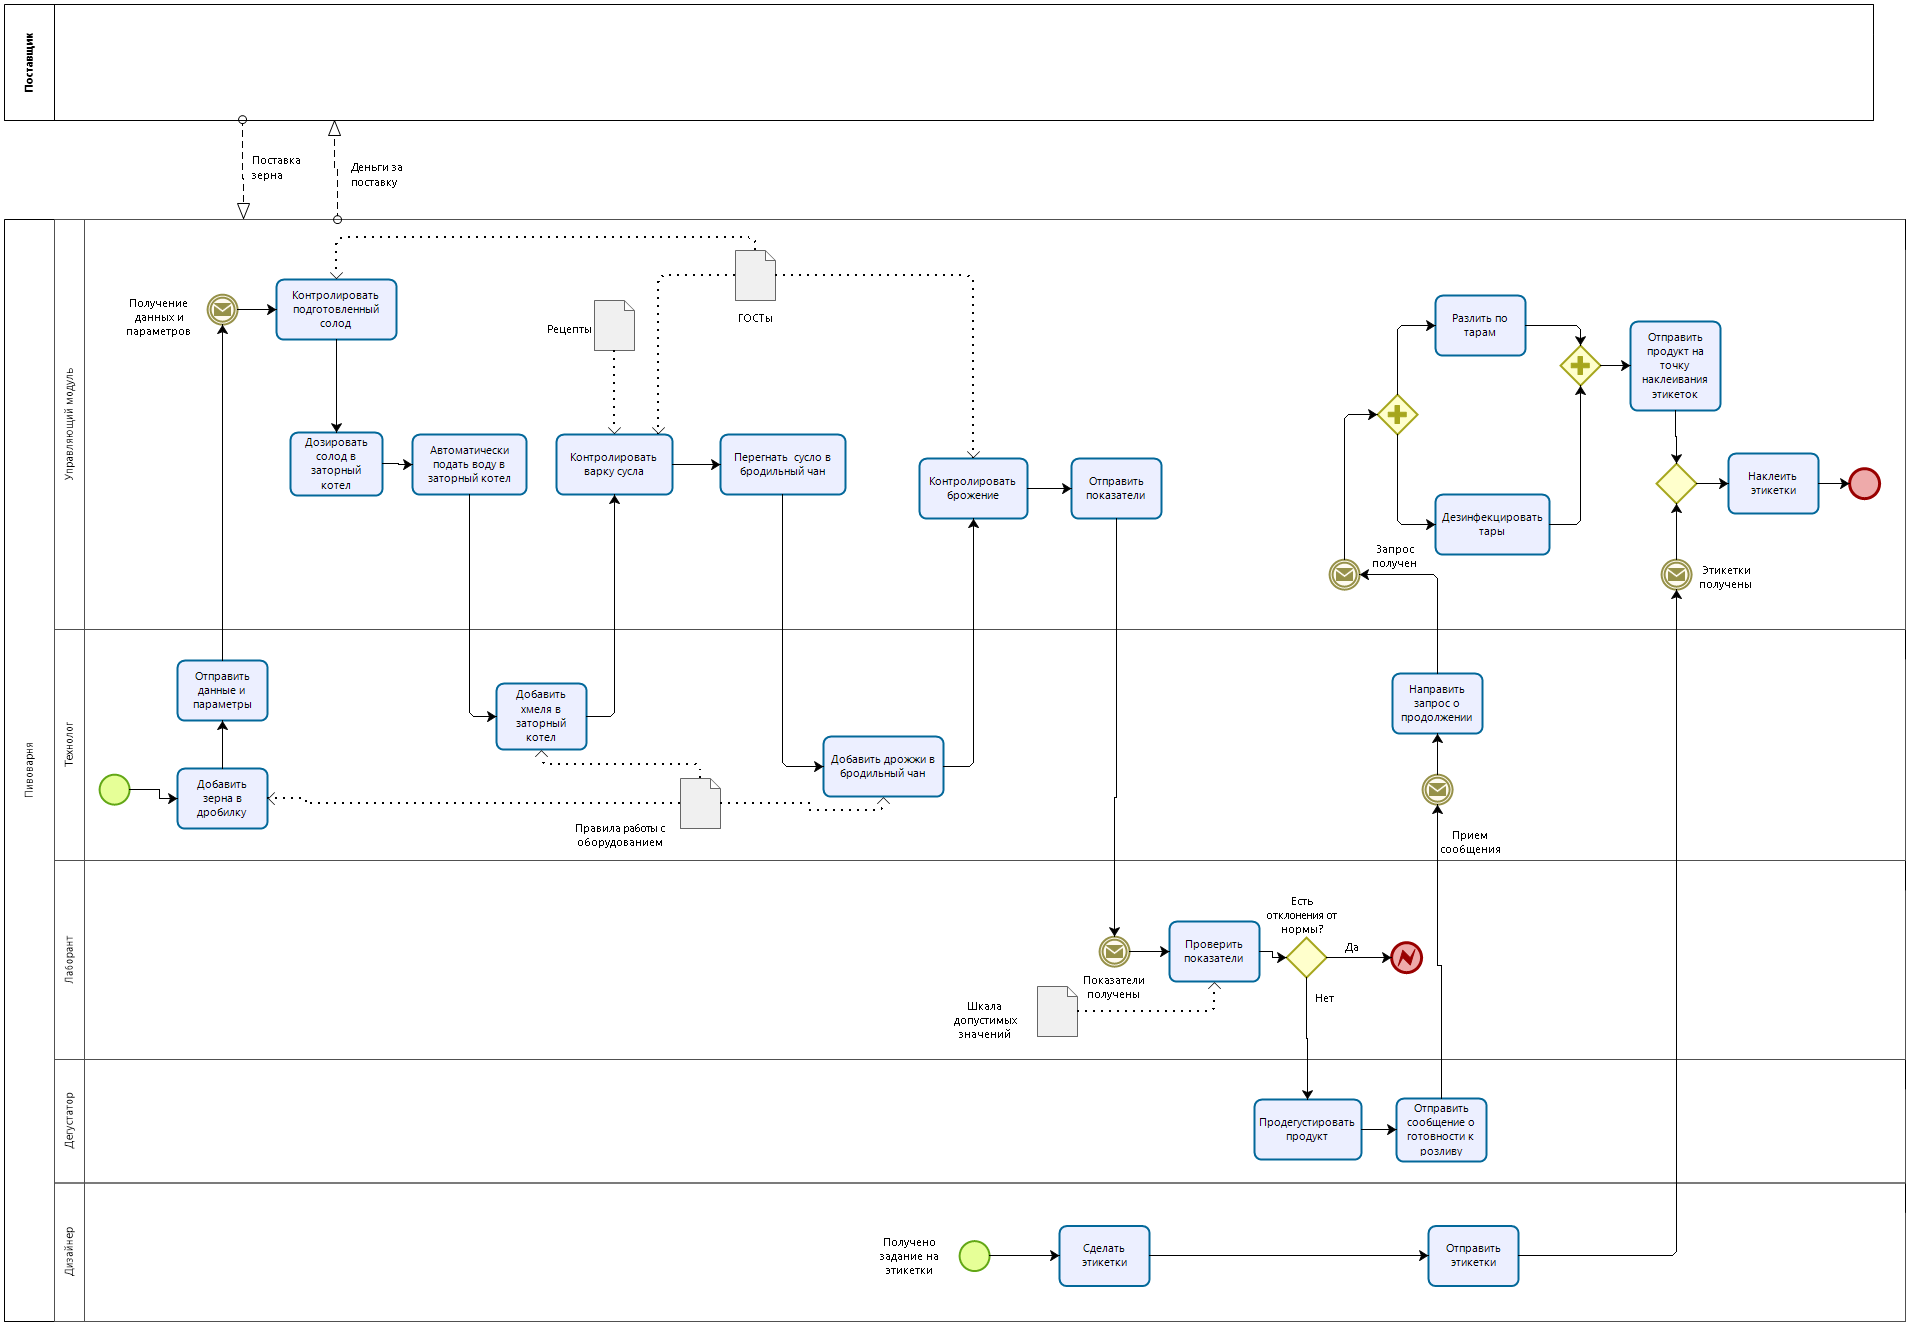 Поставщик
Поставка
зерна
Деньги за
поставку
Пивоварня
Управляющий модуль
Получение
данных и
параметров
Контролировать
подготовленный
солод
Рецепты
ГОСТы
Дозировать
солод в
заторный
котел
Автоматически
подать воду в
заторный котел
Контролировать
варку сусла
Перегнать сусло в
бродильный чан
Контролировать
брожение
Отправить
показатели
Разлить по
тарам
Дезинфекцировать
тары
Запрос
получен
Отправить
продукт на
точку
наклеивания
этикеток
Наклеить
этикетки
Этикетки
получены
Технолог
Отправить
данные и
параметры
Добавить
зерна в
дробилку
Добавить
хмеля в
заторный
котел
Правила работы с
оборудованием
Добавить дрожжи в
бродильный чан
Направить
запрос о
продолжении
Прием
сообщения
Лаборант
Показатели
получены
Шкала
допустимых
значений
Проверить
показатели
Есть
отклонения от
нормы?
Да
Нет
Дегустатор
Продегустировать
продукт
Отправить
сообщение о
готовности к
розливу
Дизайнер
Получено
задание на
этикетки
Сделать
этикетки
Отправить
этикетки